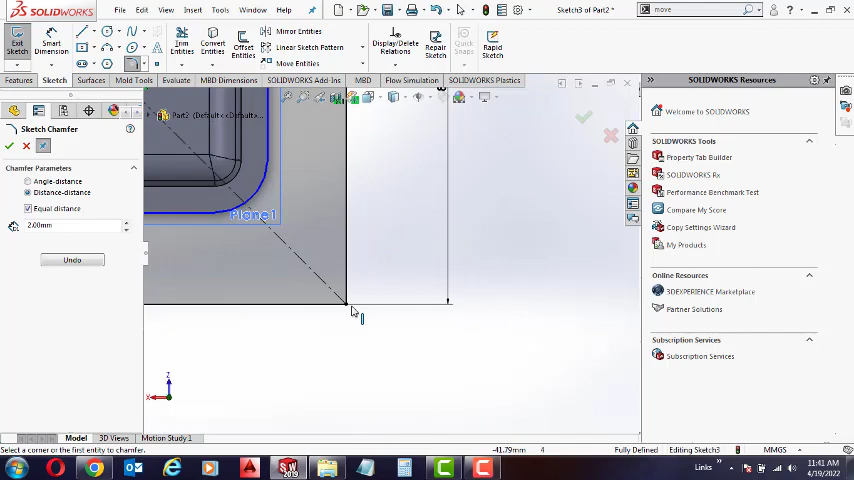 SOLIDWORKS
File Edit View Insert Tools Window Help
Sketch3 of Part2 *
move
Exit Sketch
Smart Dimension
Trim Entities
Convert Entities
Offset Entities
Mirror Entities
Linear Sketch Pattern
Move Entities
Display/Delete Relations
Repair Sketch
Quick Snaps
Rapid Sketch
Features Sketch Surfaces Mold Tools Evaluate MBD Dimensions SOLIDWORKS Add-Ins MBD Flow Simulation SOLIDWORKS Plastics
SOLIDWORKS Resources
Part2 (Default<<Default>...
Sketch Chamfer
Chamfer Parameters
Angle-distance
Distance-distance
Equal distance
2.00mm
Undo
Plane1
Z
X
Welcome to SOLIDWORKS
SOLIDWORKS Tools
Property Tab Builder
SOLIDWORKS Rx
Performance Benchmark Test
Compare My Score
Copy Settings Wizard
My Products
Online Resources
3DEXPERIENCE Marketplace
Partner Solutions
Subscription Services
Subscription Services
Model 3D Views Motion Study 1
Select a corner or the first entity to chamfer.
-41.79mm
Fully Defined
Editing Sketch3
MMGS
Links
11:41 AM
4/19/2022